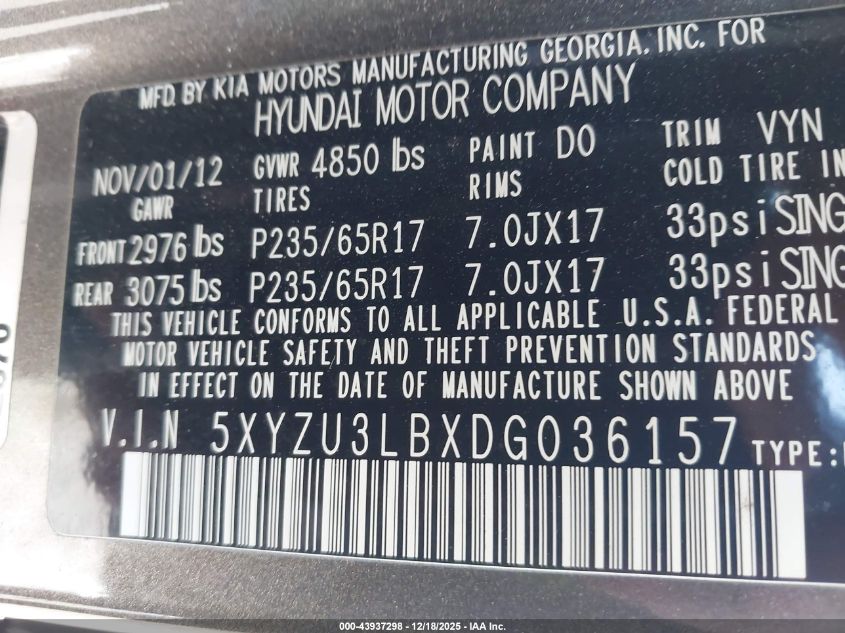 MFD. BY KIA MOTORS MANUFACTURING GEORGIA, INC. FOR
HYUNDAI MOTOR COMPANY
NOV/01/12 GVWR 4850 lbs PAINT DO TRIM VYN
GAWR TIRES RIMS COLD TIRE IN
FRONT 2976 lbs P235/65R17 7.0JX17 33psi SING
REAR 3075 lbs P235/65R17 7.0JX17 33psi SING
THIS VEHICLE CONFORMS TO ALL APPLICABLE U.S.A. FEDERAL
MOTOR VEHICLE SAFETY AND THEFT PREVENTION STANDARDS
IN EFFECT ON THE DATE OF MANUFACTURE SHOWN ABOVE
V.I.N 5XYZU3LBXDG036157 TYPE:
000-43937298 - 12/18/2025 - IAA Inc.